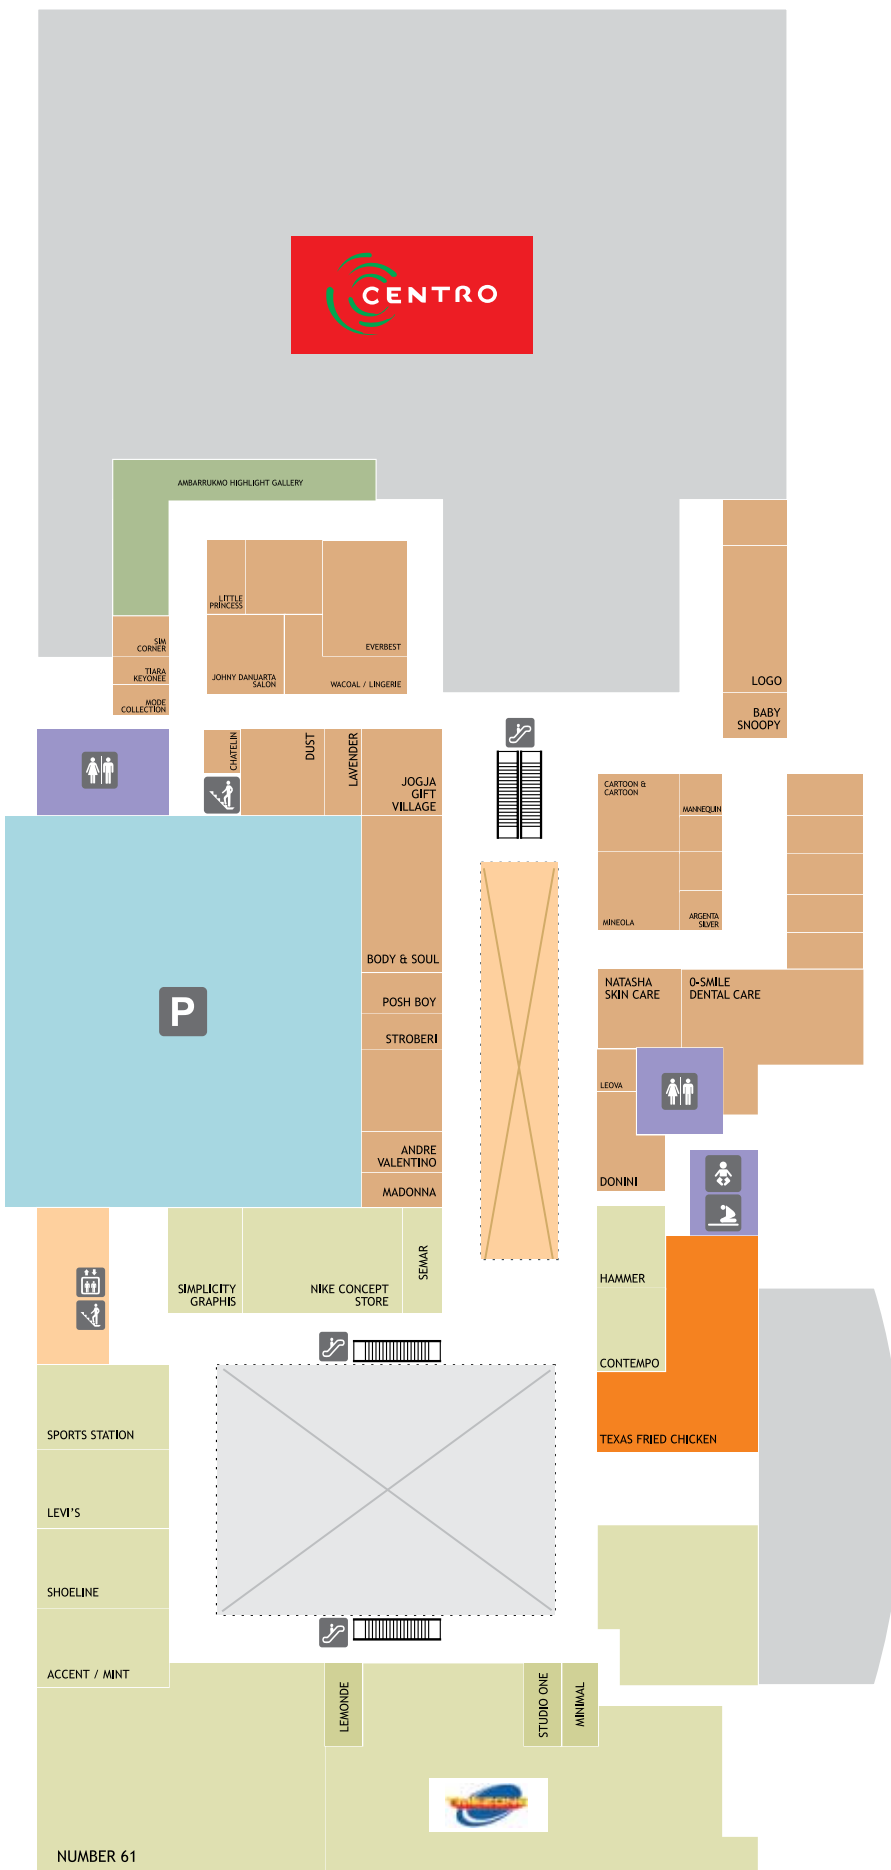 CENTRO
AMBARRUKMO HIGHLIGHT GALLERY
LITTLE
PRINCESS
SIM
CORNER
EVERBEST
TIARA
KEYONEE
JOHNY DANUARTA
SALON
WACOAL / LINGERIE
LOGO
MODE
COLLECTION
BABY
SNOOPY
CHATELIN
DUST
LAVENDER
JOGJA
GIFT
VILLAGE
CARTOON &
CARTOON
MANNEQUIN
MINEOLA
ARGENTA
SILVER
BODY & SOUL
NATASHA
SKIN CARE
0-SMILE
DENTAL CARE
P
POSH BOY
STROBERI
LEOVA
ANDRE
VALENTINO
DONINI
MADONNA
SIMPLICITY
GRAPHIS
NIKE CONCEPT
STORE
SEMAR
HAMMER
CONTEMPO
SPORTS STATION
TEXAS FRIED CHICKEN
LEVI'S
SHOELINE
ACCENT / MINT
LEMONDE
STUDIO ONE
MINIMAL
TIMEZONE
NUMBER 61